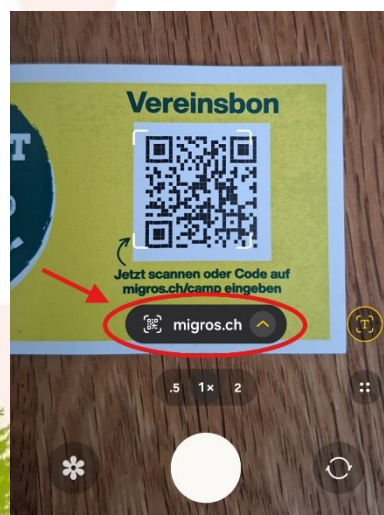 Vereinsbon
Jetzt scannen oder Code auf
migros.ch/camp eingeben
migros.ch
.5 1× 2